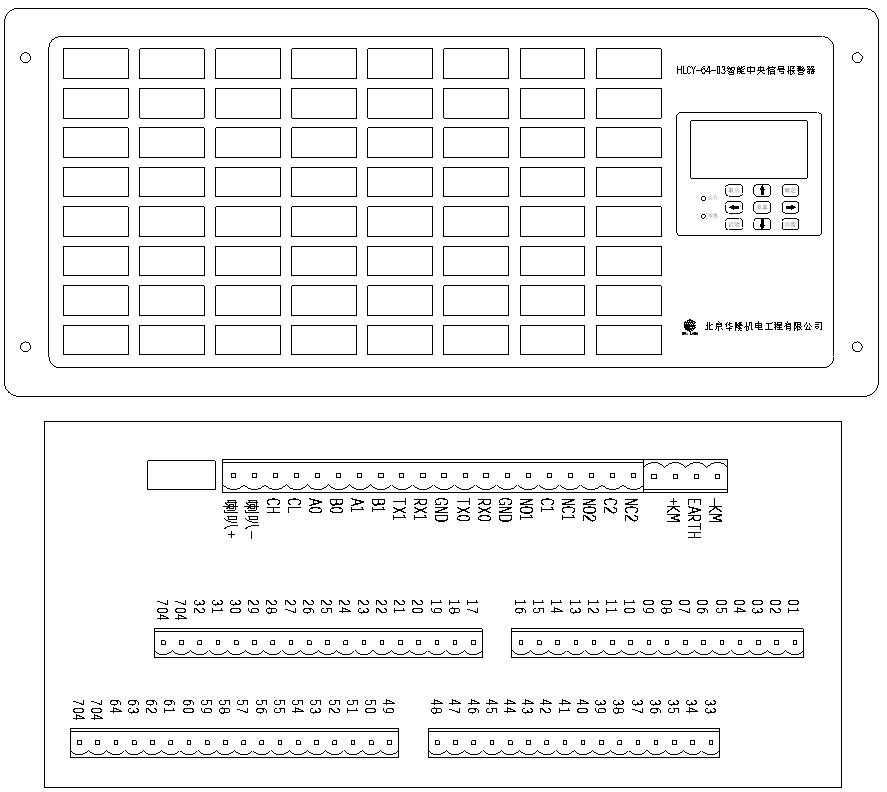 HLCY-64-03智能中央信号报警器
北京华隆机电工程有限公司
喇叭+ 喇叭- CH CL A0 B0 A1 B1 TX1 RX1 GND TX0 RX0 GND NO1 C1 NC1 NO2 C2 NC2 +KM EARTH -KM
704 704 32 31 30 29 28 27 26 25 24 23 22 21 20 19 18 17 16 15 14 13 12 11 10 09 08 07 06 05 04 03 02 01
704 704 64 63 62 61 60 59 58 57 56 55 54 53 52 51 50 49 48 47 46 45 44 43 42 41 40 39 38 37 36 35 34 33